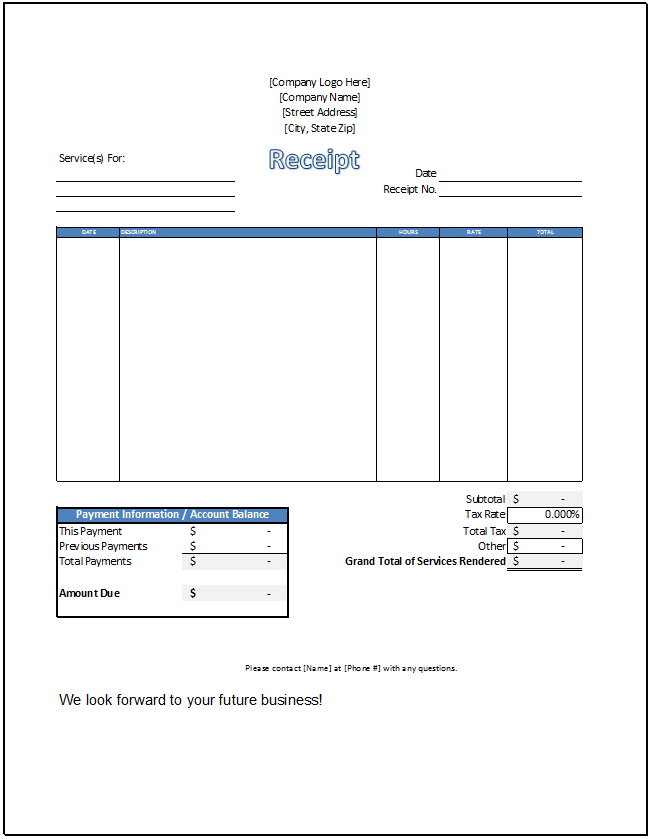 [Company Logo Here]
[Company Name]
[Street Address]
[City, State Zip]
Service(s) For:
Receipt
Date
Receipt No.
DATE DESCRIPTION HOURS RATE TOTAL
Subtotal $ -
Payment Information / Account Balance
Tax Rate 0.000%
This Payment $ -
Total Tax $ -
Previous Payments $ -
Other $ -
Total Payments $ -
Grand Total of Services Rendered $ -
Amount Due $ -
Please contact [Name] at [Phone #] with any questions.
We look forward to your future business!